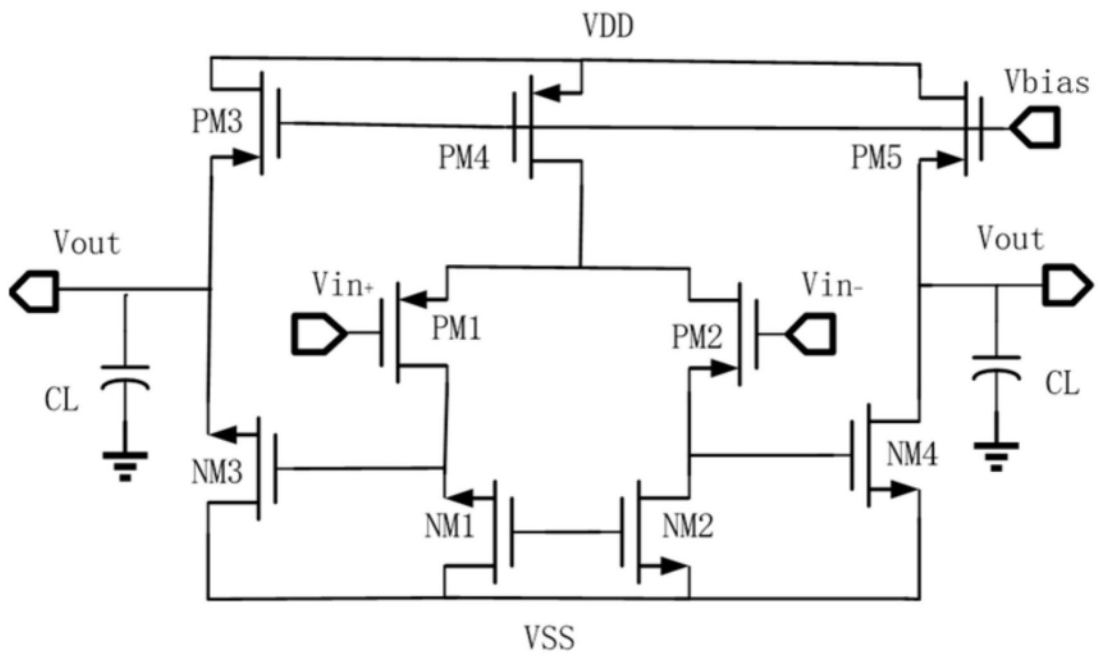 VDD
Vbias
PM3
PM4
PM5
Vout
Vout
Vin+
Vin-
PM1
PM2
CL
CL
NM3
NM4
NM1
NM2
VSS